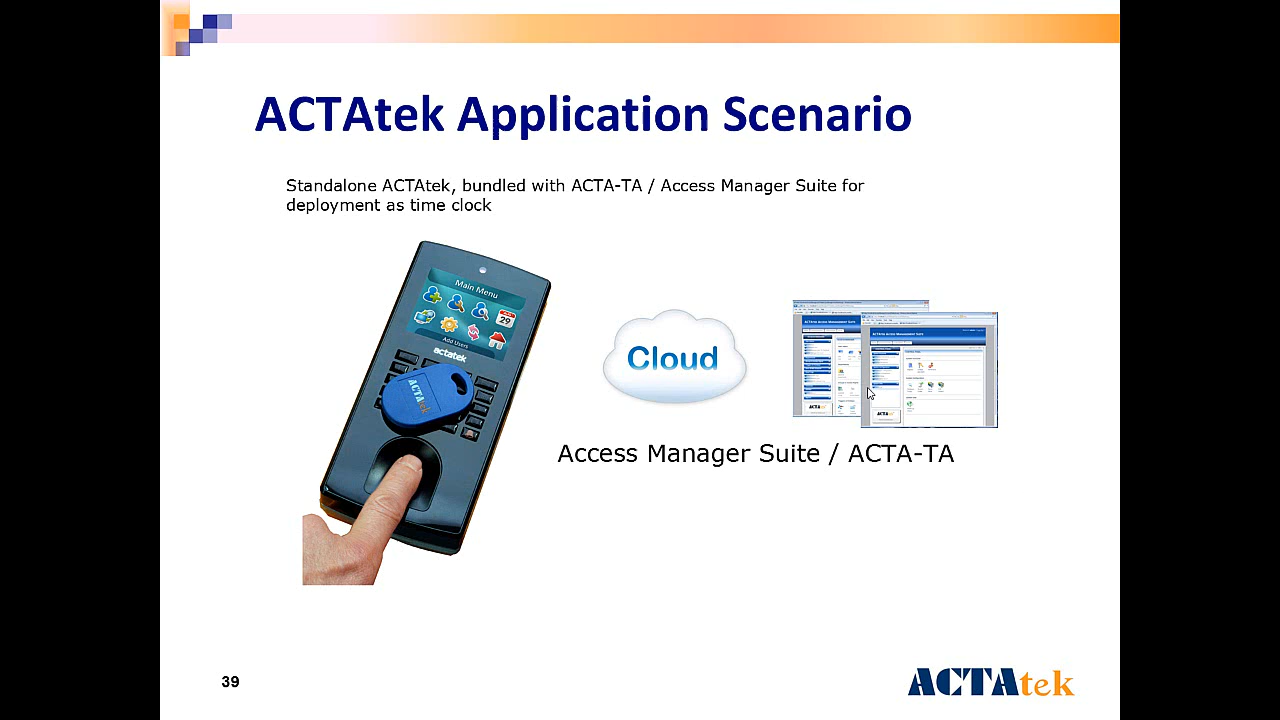 ACTAtek Application Scenario
Standalone ACTAtek, bundled with ACTA-TA / Access Manager Suite for
deployment as time clock
Main Menu
29
Add Users
actatek
ACTAtek
Cloud
Access Manager Suite / ACTA-TA
39
ACTAtek